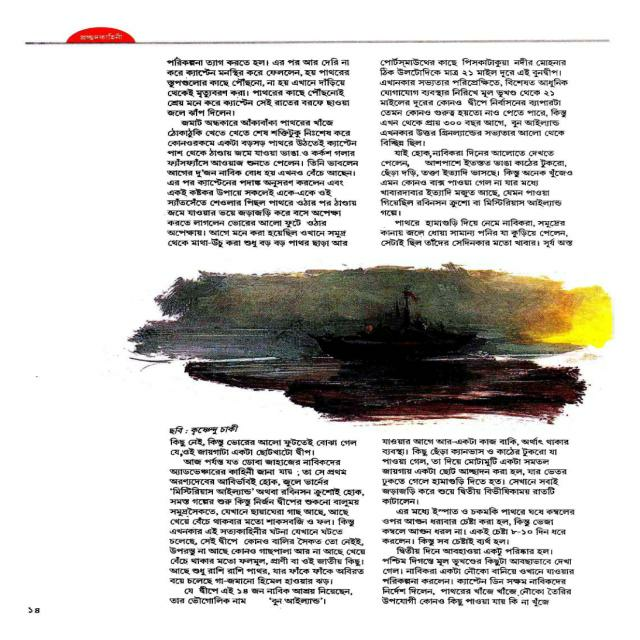 প্রচ্ছদকাহিনী
পরিকল্পনা ত্যাগ করতে হল। এর পর আর দেরি না
করে ক্যাপ্টেন মনস্থির করে ফেললেন, হয় পাথরের
স্তূপগুলোর কাছে পৌঁছনো, না হয় এখানে দাঁড়িয়ে
থেকেই মৃত্যুবরণ করা। পাথরের কাছে পৌঁছনোই
শ্রেয় মনে করে ক্যাপ্টেন সেই রাতের বরফে ছাওয়া
জলে ঝাঁপ দিলেন।
জমাট অন্ধকারে আঁকাবাঁকা পাথরের খাঁজে
ঠোকাঠুকি খেতে খেতে শেষ শক্তিটুকু নিঃশেষ করে
কোনওরকমে একটা বড়সড় পাথরে উঠতেই ক্যাপ্টেন
পাশ থেকে ঠাণ্ডায় জমে যাওয়া ভাঙা ও কর্কশ গলার
ফ্যাঁসফ্যাঁসে আওয়াজ শুনতে পেলেন। তিনি ভাবলেন
আগের দু'জন নাবিক বোধ হয় এখনও বেঁচে আছেন।
এর পর ক্যাপ্টেনের পদাঙ্ক অনুসরণ করলেন এবং
একই কষ্টকর উপায়ে সকলেই একে-একে ওই
স্যাঁতসেঁতে শেওলার পিছল পাথরে ওঠার পর ঠাণ্ডায়
জমে যাওয়ার ভয়ে জড়াজড়ি করে বসে অপেক্ষা
করতে লাগলেন ভোরের আলো ফুটে ওঠার
অপেক্ষায়। আগে মনে করা হয়েছিল ওখানে সমুদ্র
থেকে মাথা-উঁচু করা শুধু বড় বড় পাথর ছাড়া আর
ছবি : কৃষ্ণেন্দু চাকী
কিছু নেই, কিন্তু ভোরের আলো ফুটতেই বোঝা গেল
যে, ওই জায়গাটা একটা ছোটখাটো দ্বীপ।
আজ পর্যন্ত যত ডোবা জাহাজের নাবিকদের
অ্যাডভেঞ্চারের কাহিনী জানা যায় ; তা সে প্রথম
অরণ্যদেবের আবির্ভাবই হোক, জুলে ভার্নের
'মিস্টিরিয়াস আইল্যান্ড' অথবা রবিনসন ক্রুশোই হোক,
সমস্ত গল্পের শুরু কিন্তু নির্জন দ্বীপের শুকনো বালুময়
সমুদ্রসৈকতে, যেখানে ছায়াঘেরা গাছ আছে, আছে
খেয়ে বেঁচে থাকবার মতো শাকসবজি ও ফল। কিন্তু
এখনকার এই সত্যকাহিনীর ঘটনা যেখানে ঘটতে
চলেছে, সেই দ্বীপে কোনও বালির সৈকত তো নেইই,
উপরন্তু না আছে কোনও গাছপালা আর না আছে খেয়ে
বেঁচে থাকার মতো ফলমূল, প্রাণী বা ওই জাতীয় কিছু।
আছে শুধু রাশি রাশি পাথর, যার ফাঁকে ফাঁকে অবিরত
বয়ে চলেছে গা-জমানো হিমেল হাওয়ার ঝড়।
যে দ্বীপে এই ১৪ জন নাবিক আশ্রয় নিয়েছেন,
তার ভৌগোলিক নাম 'বুন আইল্যান্ড'।
পোর্টসমাউথের কাছে পিসকাটাকুয়া নদীর মোহনার
ঠিক উলটোদিকে মাত্র ২১ মাইল দূরে এই বুনদ্বীপ।
এখানকার সভ্যতার পরিপ্রেক্ষিতে, বিশেষত আধুনিক
যোগাযোগ ব্যবস্থার নিরিখে মূল ভূখণ্ড থেকে ২১
মাইলের দূরের কোনও দ্বীপে নির্বাসনের ব্যাপারটা
তেমন কোনও গুরুত্ব হয়তো নাও পেতে পারে, কিন্তু
এখন থেকে প্রায় ৩০০ বছর আগে, বুন আইল্যান্ড
এখনকার উত্তর গ্রিনল্যান্ডের সভ্যতার আলো থেকে
বিচ্ছিন্ন ছিল।
যাই হোক, নাবিকরা দিনের আলোতে দেখতে
পেলেন, আশপাশে ইতস্তত ভাঙা কাঠের টুকরো,
ছেঁড়া দড়ি, তক্তা ইত্যাদি ভাসছে। কিন্তু অনেক খুঁজেও
এমন কোনও বাক্স পাওয়া গেল না যার মধ্যে
খাবারদাবার ইত্যাদি মজুত আছে, যেমন পাওয়া
গিয়েছিল রবিনসন ক্রুশো বা মিস্টিরিয়াস আইল্যান্ড
গল্পে।
পাথরে হামাগুড়ি দিয়ে নেমে নাবিকরা, সমুদ্রের
কানায় জলে ধোয়া সামান্য পনির যা কুড়িয়ে পেলেন,
সেটাই ছিল তাঁদের সেদিনকার মতো খাবার। সূর্য অস্ত
যাওয়ার আগে আর-একটা কাজ বাকি, অর্থাৎ থাকার
ব্যবস্থা। কিছু ছেঁড়া ক্যানভাস ও কাঠের টুকরো যা
পাওয়া গেল, তা দিয়ে মোটামুটি একটা সমতল
জায়গায় একটা ছোট আচ্ছাদন করা হল, যার ভেতর
ঢুকতে গেলে হামাগুড়ি দিতে হত। সেখানে সবাই
জড়াজড়ি করে শুয়ে দ্বিতীয় বিভীষিকাময় রাতটি
কাটালেন।
এর মধ্যে ইস্পাত ও চকমকি পাথরে ঘষে কম্বলের
ওপর আগুন ধরাবার চেষ্টা করা হল, কিন্তু ভেজা
কম্বলে আগুন ধরল না। একই চেষ্টা ৮-১০ দিন ধরে
করলেন। কিন্তু সব চেষ্টাই ব্যর্থ হল।
দ্বিতীয় দিনে আবহাওয়া একটু পরিষ্কার হল।
পশ্চিম দিগন্তে মূল ভূখণ্ডের কিছুটা আবছাভাবে দেখা
গেল। নাবিকরা একটা নৌকো বানিয়ে ওখানে যাওয়ার
পরিকল্পনা করলেন। ক্যাপ্টেন ডিন সক্ষম নাবিকদের
নির্দেশ দিলেন, পাথরের খাঁজে খাঁজে নৌকো তৈরির
উপযোগী কোনও কিছু পাওয়া যায় কি না খুঁজে
১৪